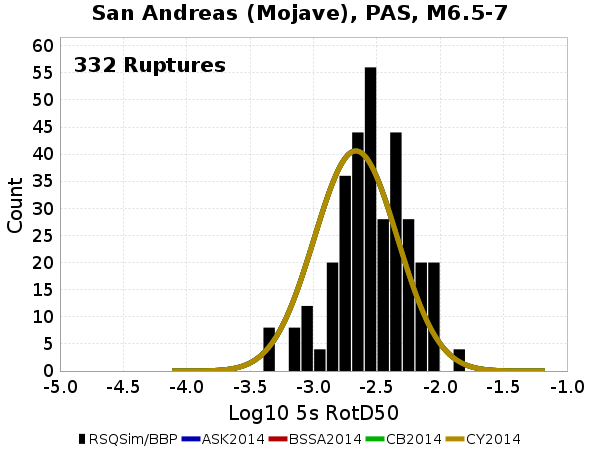 San Andreas (Mojave), PAS, M6.5-7
332 Ruptures
Count
60
55
50
45
40
35
30
25
20
15
10
5
0
-5.0 -4.5 -4.0 -3.5 -3.0 -2.5 -2.0 -1.5 -1.0
Log10 5s RotD50
RSQSim/BBP ASK2014 BSSA2014 CB2014 CY2014